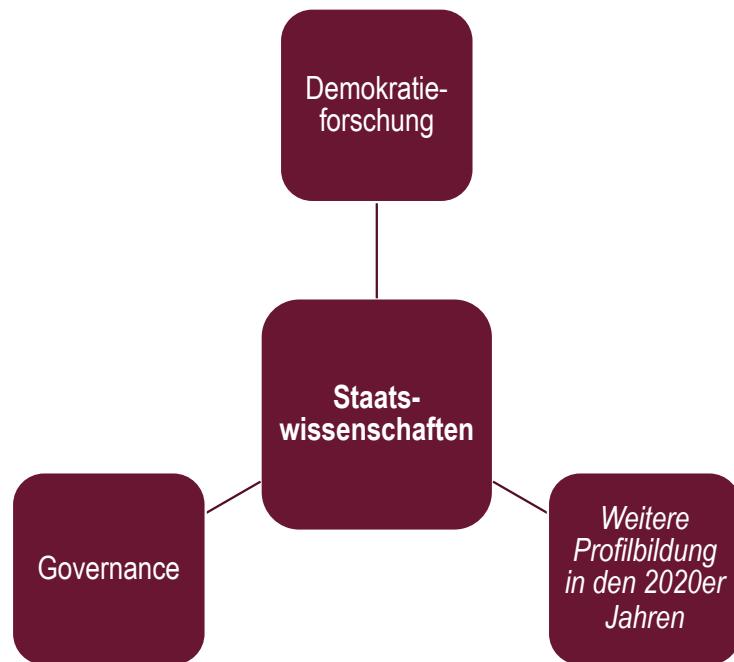 Demokratie-
forschung
Staats-
wissenschaften
Governance
Weitere
Profilbildung
in den 2020er
Jahren